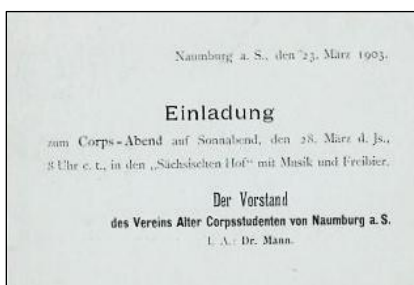 Naumburg a. S., den 23. März 1903.
Einladung
zum Corps-Abend auf Sonnabend, den 28. März d. Js.,
8 Uhr c. t., in den „Sächsischen Hof“ mit Musik und Freibier.
Der Vorstand
des Vereins Alter Corpsstudenten von Naumburg a. S.
I. A.: Dr. Mann.